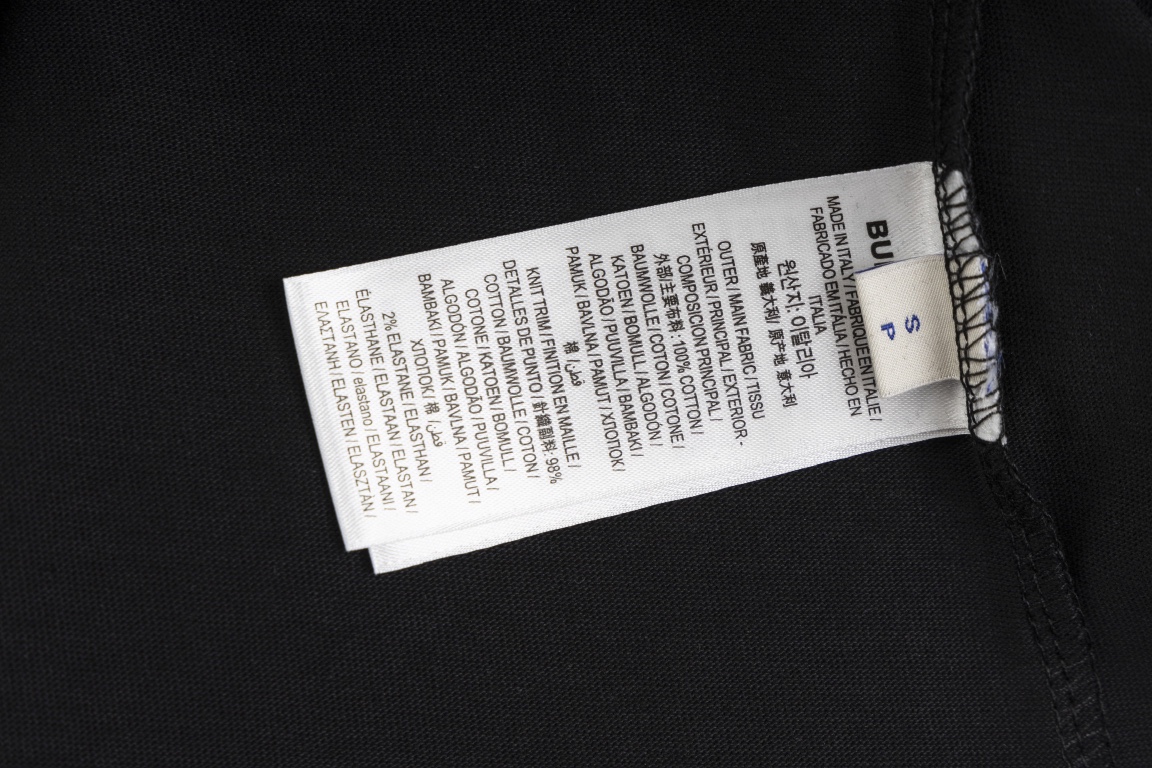 BU
MADE IN ITALY / FABRIQUE EN ITALIE /
FABRICADO EM ITÁLIA / HECHO EN
ITALIA
원산지: 이탈리아
原產地 義大利/ 原产地 意大利
OUTER / MAIN FABRIC / TISSU
EXTÉRIEUR / PRINCIPAL / EXTERIOR-
COMPOSICION PRINCIPAL /
外部/主要布料: 100% COTTON /
BAUMWOLLE / COTON / COTONE /
KATOEN / BOMULL / ALGODÓN /
ALGODÃO / PUUVILLA / BAMBAKI /
PAMUK / BAVLNA / PAMUT / ХЛОПОК/
棉 / قطن
KNIT TRIM / FINITION EN MAILLE /
DETALLES DE PUNTO / 針織副料: 98%
COTTON / BAUMWOLLE / COTON /
COTONE / KATOEN / BOMULL /
ALGODÓN / ALGODÃO / PUUVILLA /
BAMBAKI / PAMUK / BAVLNA / PAMUT /
ХЛОПОК / 棉 / قطن
2% ELASTANE / ELASTHAN /
ÉLASTHANE / ELASTAAN / ELASTAN /
ELASTANO / elastano / ELASTAANI /
ΕΛΑΣΤΑΝΗ / ELASTEN / ELASZTÁN /
S
P